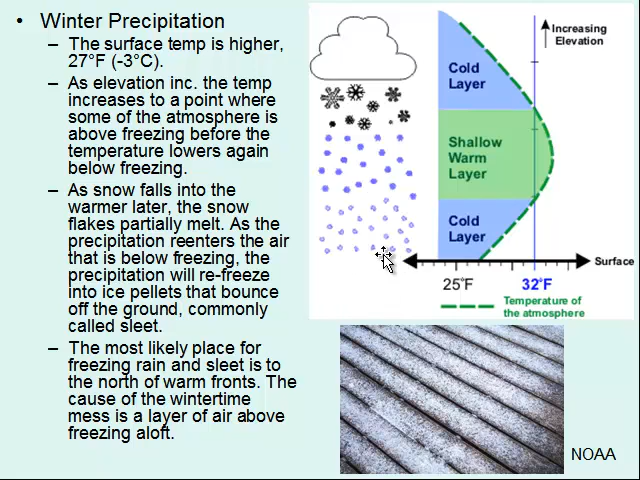 • Winter Precipitation
– The surface temp is higher,
27°F (-3°C).
– As elevation inc. the temp
increases to a point where
some of the atmosphere is
above freezing before the
temperature lowers again
below freezing.
– As snow falls into the
warmer later, the snow
flakes partially melt. As the
precipitation reenters the air
that is below freezing, the
precipitation will re-freeze
into ice pellets that bounce
off the ground, commonly
called sleet.
– The most likely place for
freezing rain and sleet is to
the north of warm fronts. The
cause of the wintertime
mess is a layer of air above
freezing aloft.
Increasing
Elevation
Cold
Layer
Shallow
Warm
Layer
Cold
Layer
Surface
25°F 32°F
Temperature of
the atmosphere
NOAA